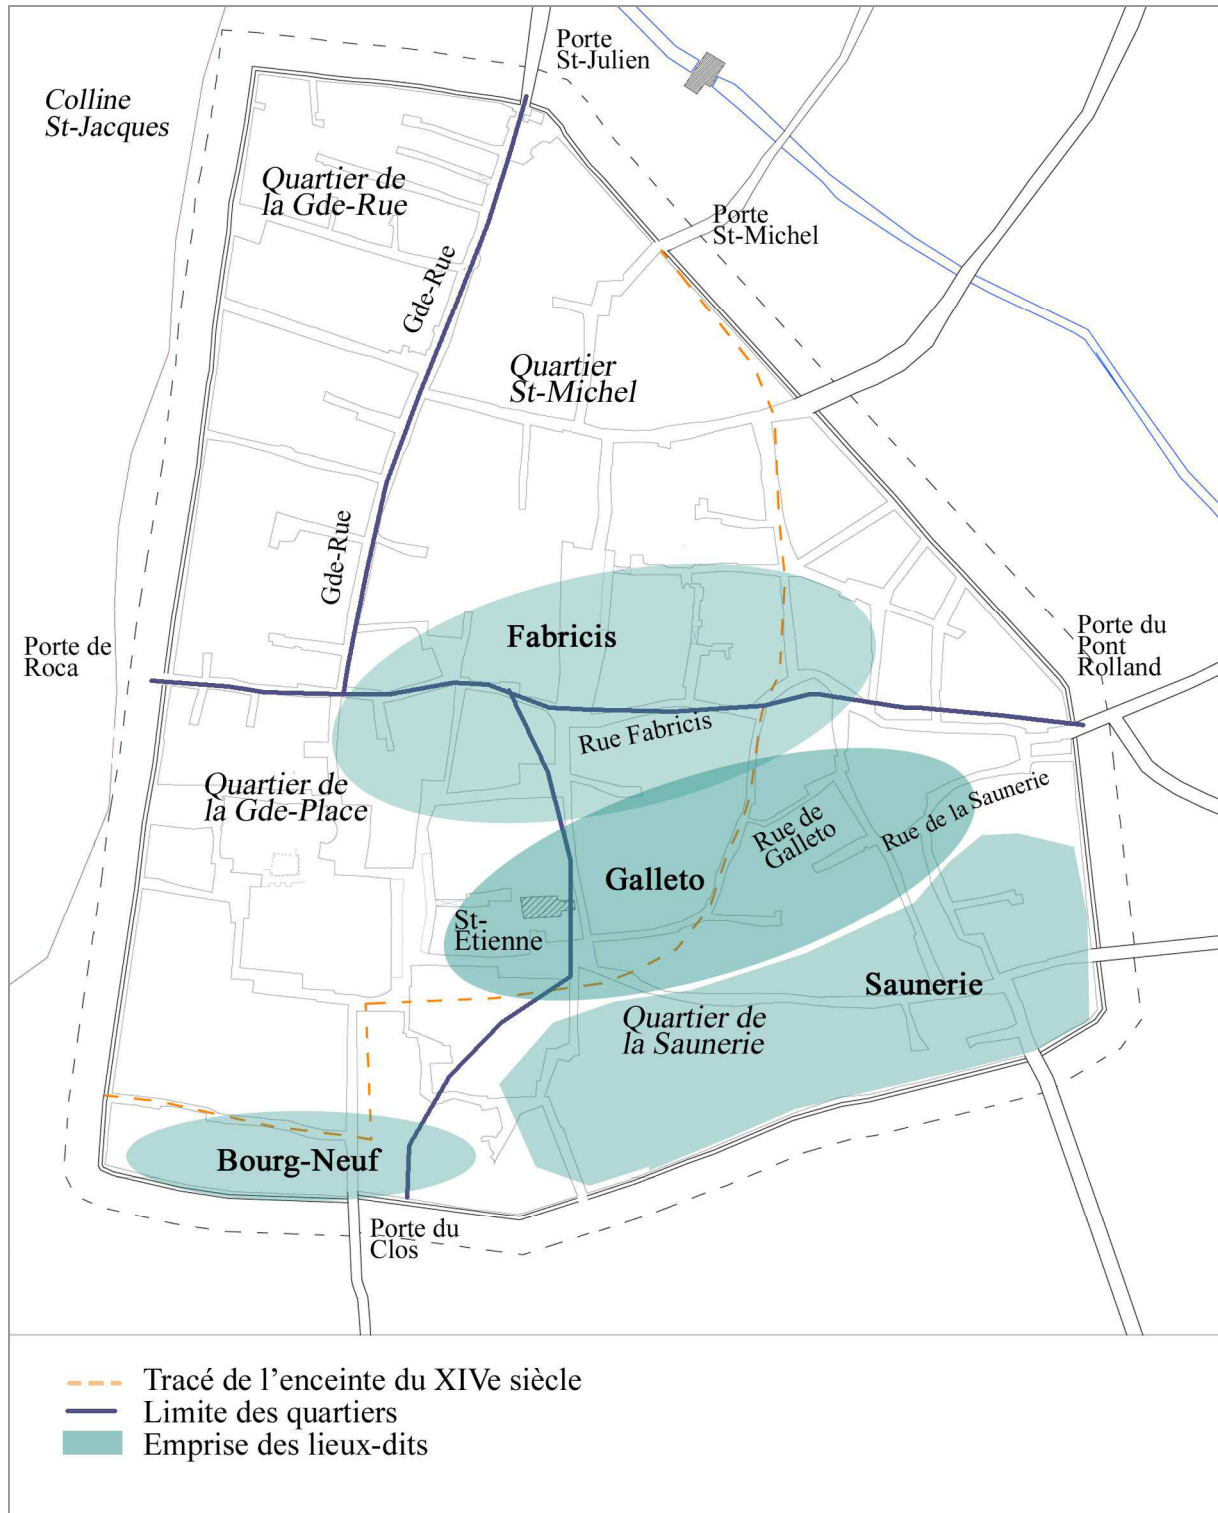 Porte
St-Julien
Colline
St-Jacques
Quartier de
la Gde-Rue
Porte
St-Michel
Gde-Rue
Quartier
St-Michel
Gde-Rue
Fabricis
Porte de
Roca
Porte du
Pont
Rolland
Rue Fabricis
Quartier de
la Gde-Place
Rue de
Galleto
Rue de la Saunerie
Galleto
St-
Etienne
Saunerie
Quartier de
la Saunerie
Bourg-Neuf
Porte du
Clos
Tracé de l'enceinte du XIVe siècle
Limite des quartiers
Emprise des lieux-dits